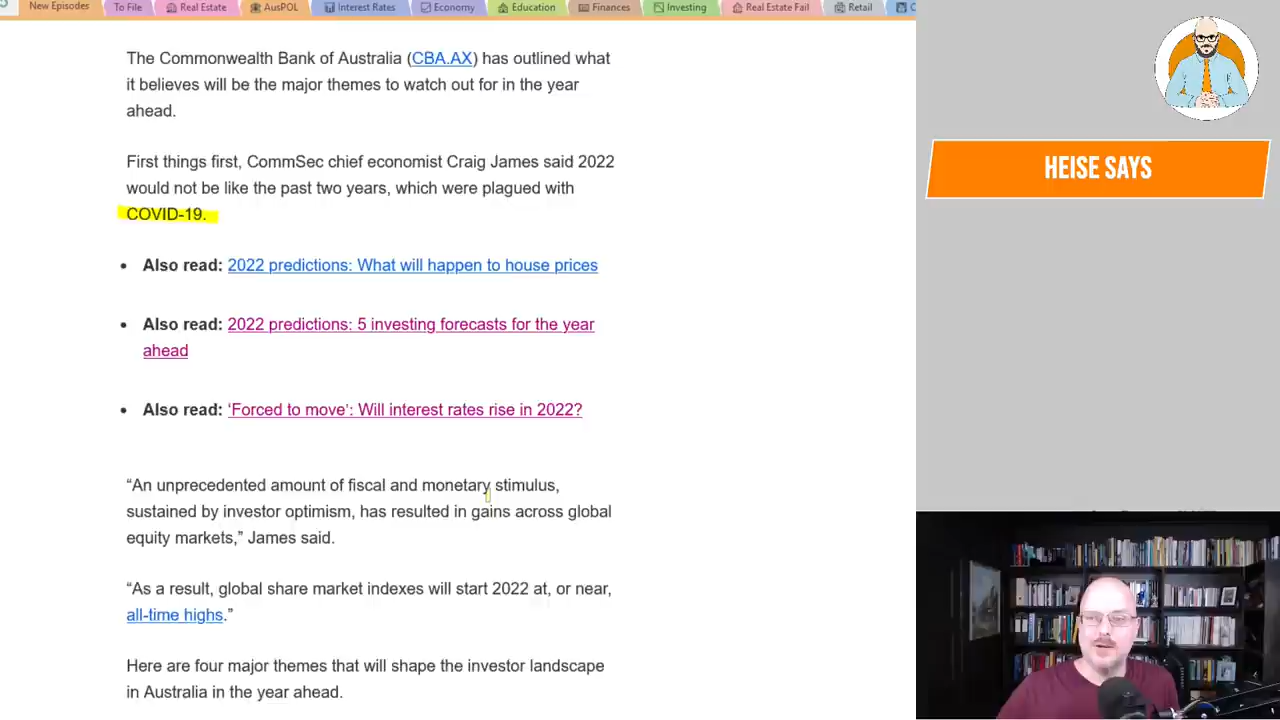 New Episodes
To File
Real Estate
AusPOL
Interest Rates
Economy
Education
Finances
Investing
Real Estate Fail
Retail
The Commonwealth Bank of Australia (CBA.AX) has outlined what
it believes will be the major themes to watch out for in the year
ahead.
First things first, CommSec chief economist Craig James said 2022
would not be like the past two years, which were plagued with
COVID-19.
• Also read: 2022 predictions: What will happen to house prices
• Also read: 2022 predictions: 5 investing forecasts for the year
ahead
• Also read: ‘Forced to move’: Will interest rates rise in 2022?
“An unprecedented amount of fiscal and monetary stimulus,
sustained by investor optimism, has resulted in gains across global
equity markets,” James said.
“As a result, global share market indexes will start 2022 at, or near,
all-time highs.”
Here are four major themes that will shape the investor landscape
in Australia in the year ahead.
HEISE SAYS